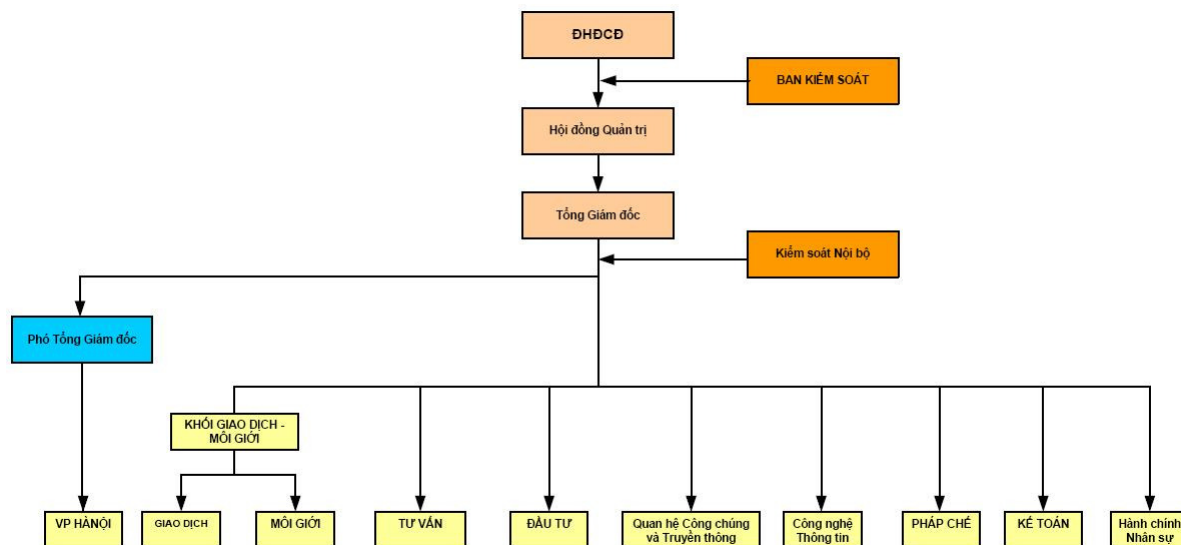 ĐHĐCĐ
BAN KIỂM SOÁT
Hội đồng Quản trị
Tổng Giám đốc
Kiểm soát Nội bộ
Phó Tổng Giám đốc
KHỐI GIAO DỊCH -
MÔI GIỚI
VP HÀNỘI
GIAO DỊCH
MÔI GIỚI
TƯ VẤN
ĐẦU TƯ
Quan hệ Công chúng
và Truyền thông
Công nghệ
Thông tin
PHÁP CHẾ
KẾ TOÁN
Hành chính
Nhân sự